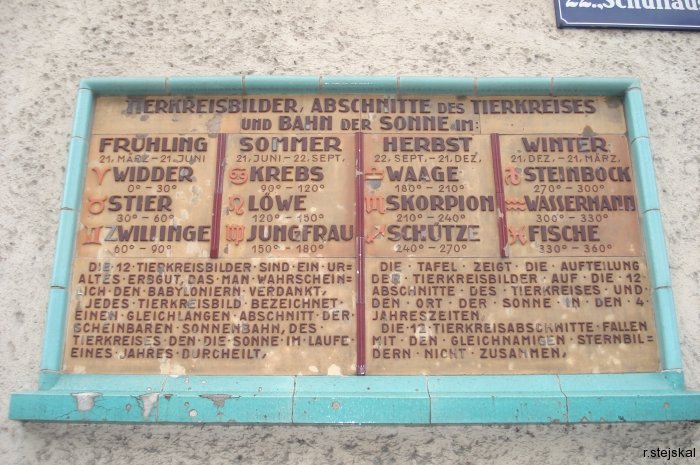 22. „Schuhau
TIERKREISBILDER, ABSCHNITTE DES TIERKREISES
UND BAHN DER SONNE IM:
FRÜHLING
21. MÄRZ - 21. JUNI
♈ WIDDER
0° - 30°
♉ STIER
30° - 60°
♊ ZWILLINGE
60° - 90°
SOMMER
21. JUNI - 22. SEPT.
♋ KREBS
90° - 120°
♌ LÖWE
120° - 150°
♍ JUNGFRAU
150° - 180°
HERBST
22. SEPT. - 21. DEZ.
♎ WAAGE
180° - 210°
♏ SKORPION
210° - 240°
♐ SCHÜTZE
240° - 270°
WINTER
21. DEZ. - 21. MÄRZ.
♑ STEINBOCK
270° - 300°
♒ WASSERMANN
300° - 330°
♓ FISCHE
330° - 360°
DIE · 12 · TIERKREISBILDER · SIND · EIN · UR=
ALTES · ERBGUT, DAS · MAN · WAHRSCHEIN=
LICH · DEN · BABYLONIERN · VERDANKT.
JEDES · TIERKREISBILD · BEZEICHNET
EINEN · GLEICHLANGEN · ABSCHNITT · DER
SCHEINBAREN · SONNENBAHN, DES
TIERKREISES · DEN · DIE · SONNE · IM · LAUFE
EINES · JAHRES · DURCHEILT.
DIE · TAFEL · ZEIGT · DIE · AUFTEILUNG
DER · TIERKREISBILDER · AUF · DIE · 12
ABSCHNITTE · DES · TIERKREISES · UND
DEN · ORT · DER · SONNE · IN · DEN · 4
JAHRESZEITEN.
DIE · 12 · TIERKREISABSCHNITTE · FALLEN
MIT · DEN · GLEICHNAMIGEN · STERNBIL=
DERN · NICHT · ZUSAMMEN.
r.stejskal